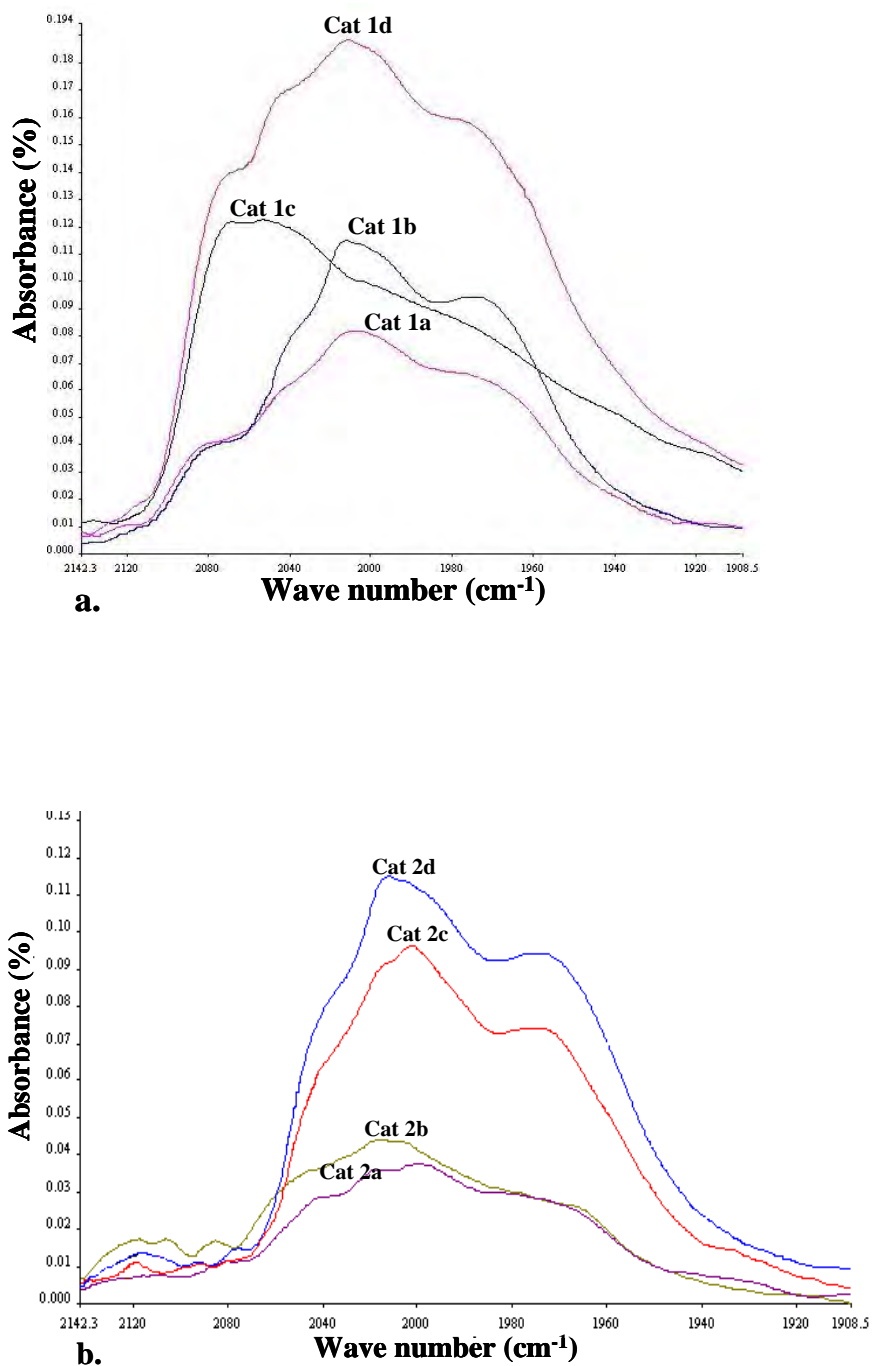 0.194
Cat 1d
0.18
0.17
0.16
0.15
0.14
Absorbance (%)
0.13
Cat 1c
Cat 1b
0.12
0.11
0.10
0.09
Cat 1a
0.08
0.07
0.06
0.05
0.04
0.03
0.02
0.01
0.000
2142.3 2120 2080 2040 2000 1980 1960 1940 1920 1908.5
Wave number (cm-1)
a.
0.13
0.12
Cat 2d
0.11
0.10
Cat 2c
0.09
0.08
Absorbance (%)
0.07
0.06
0.05
Cat 2b
0.04
Cat 2a
0.03
0.02
0.01
0.000
2142.3 2120 2080 2040 2000 1980 1960 1940 1920 1908.5
Wave number (cm-1)
b.